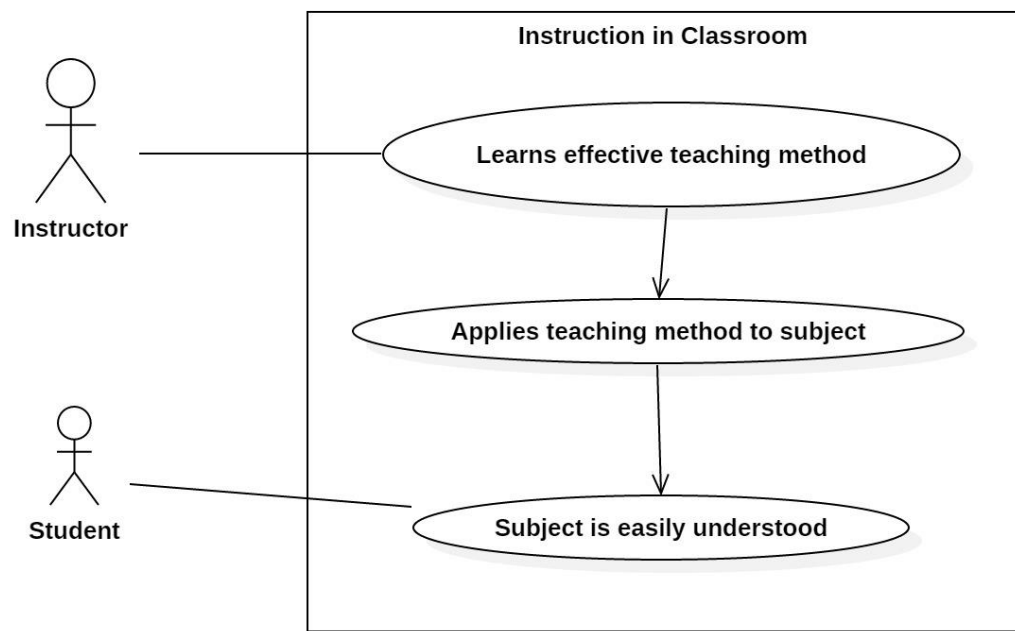 Instruction in Classroom
Learns effective teaching method
Instructor
Applies teaching method to subject
Subject is easily understood
Student